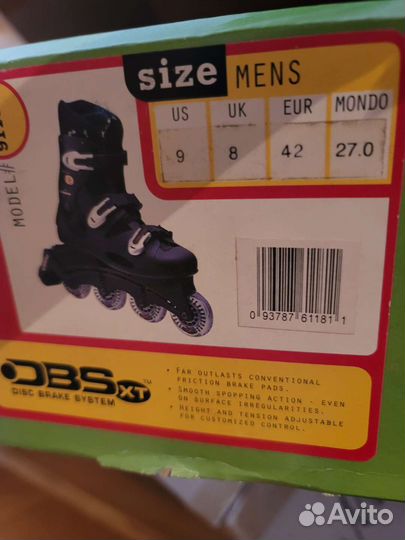 size MENS
US UK EUR MONDO
9 8 42 27.0
MODEL#
0 93787 61181 1
DBS XT™
DISC BRAKE SYSTEM
• FAR OUTLASTS CONVENTIONAL
FRICTION BRAKE PADS.
• SMOOTH SPOPPING ACTION - EVEN
ON SURFACE IRREGULARITIES.
• HEIGHT AND TENSION ADJUSTABLE
FOR CUSTOMIZED CONTROL.
Avito